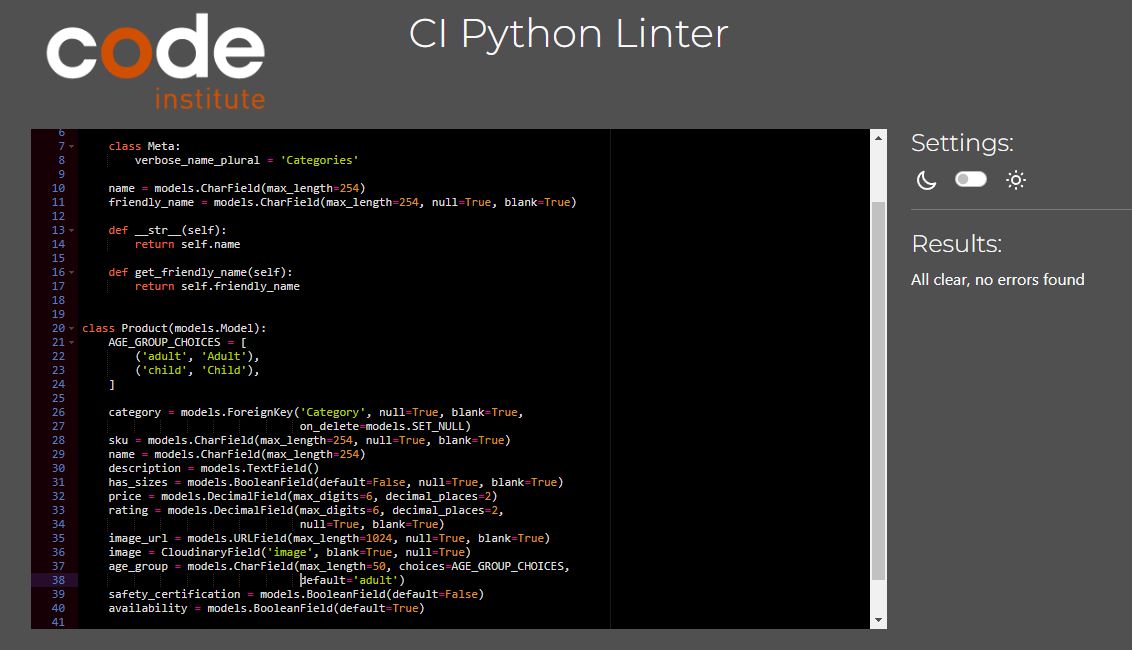 code
institute
CI Python Linter
6
7 class Meta:
8 verbose_name_plural = 'Categories'
9
10 name = models.CharField(max_length=254)
11 friendly_name = models.CharField(max_length=254, null=True, blank=True)
12
13 def __str__(self):
14 return self.name
15
16 def get_friendly_name(self):
17 return self.friendly_name
18
19
20 class Product(models.Model):
21 AGE_GROUP_CHOICES = [
22 ('adult', 'Adult'),
23 ('child', 'Child'),
24 ]
25
26 category = models.ForeignKey('Category', null=True, blank=True,
27 on_delete=models.SET_NULL)
28 sku = models.CharField(max_length=254, null=True, blank=True)
29 name = models.CharField(max_length=254)
30 description = models.TextField()
31 has_sizes = models.BooleanField(default=False, null=True, blank=True)
32 price = models.DecimalField(max_digits=6, decimal_places=2)
33 rating = models.DecimalField(max_digits=6, decimal_places=2,
34 null=True, blank=True)
35 image_url = models.URLField(max_length=1024, null=True, blank=True)
36 image = CloudinaryField('image', blank=True, null=True)
37 age_group = models.CharField(max_length=50, choices=AGE_GROUP_CHOICES,
38 default='adult')
39 safety_certification = models.BooleanField(default=False)
40 availability = models.BooleanField(default=True)
41
Settings:
Results:
All clear, no errors found